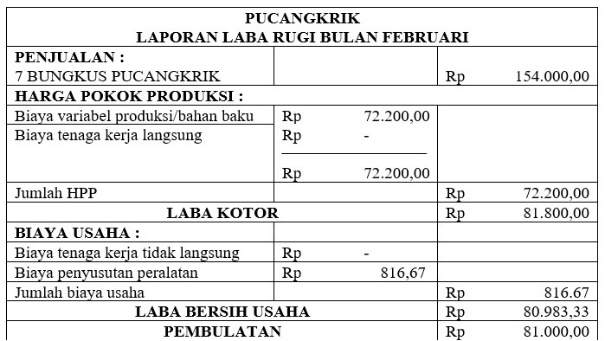 PUCANGKRIK
LAPORAN LABA RUGI BULAN FEBRUARI
PENJUALAN :
7 BUNGKUS PUCANGKRIK Rp 154.000,00
HARGA POKOK PRODUKSI :
Biaya variabel produksi/bahan baku Rp 72.200,00
Biaya tenaga kerja langsung Rp -
Rp 72.200,00
Jumlah HPP Rp 72.200,00
LABA KOTOR Rp 81.800,00
BIAYA USAHA :
Biaya tenaga kerja tidak langsung Rp -
Biaya penyusutan peralatan Rp 816,67
Jumlah biaya usaha Rp 816.67
LABA BERSIH USAHA Rp 80.983,33
PEMBULATAN Rp 81.000,00